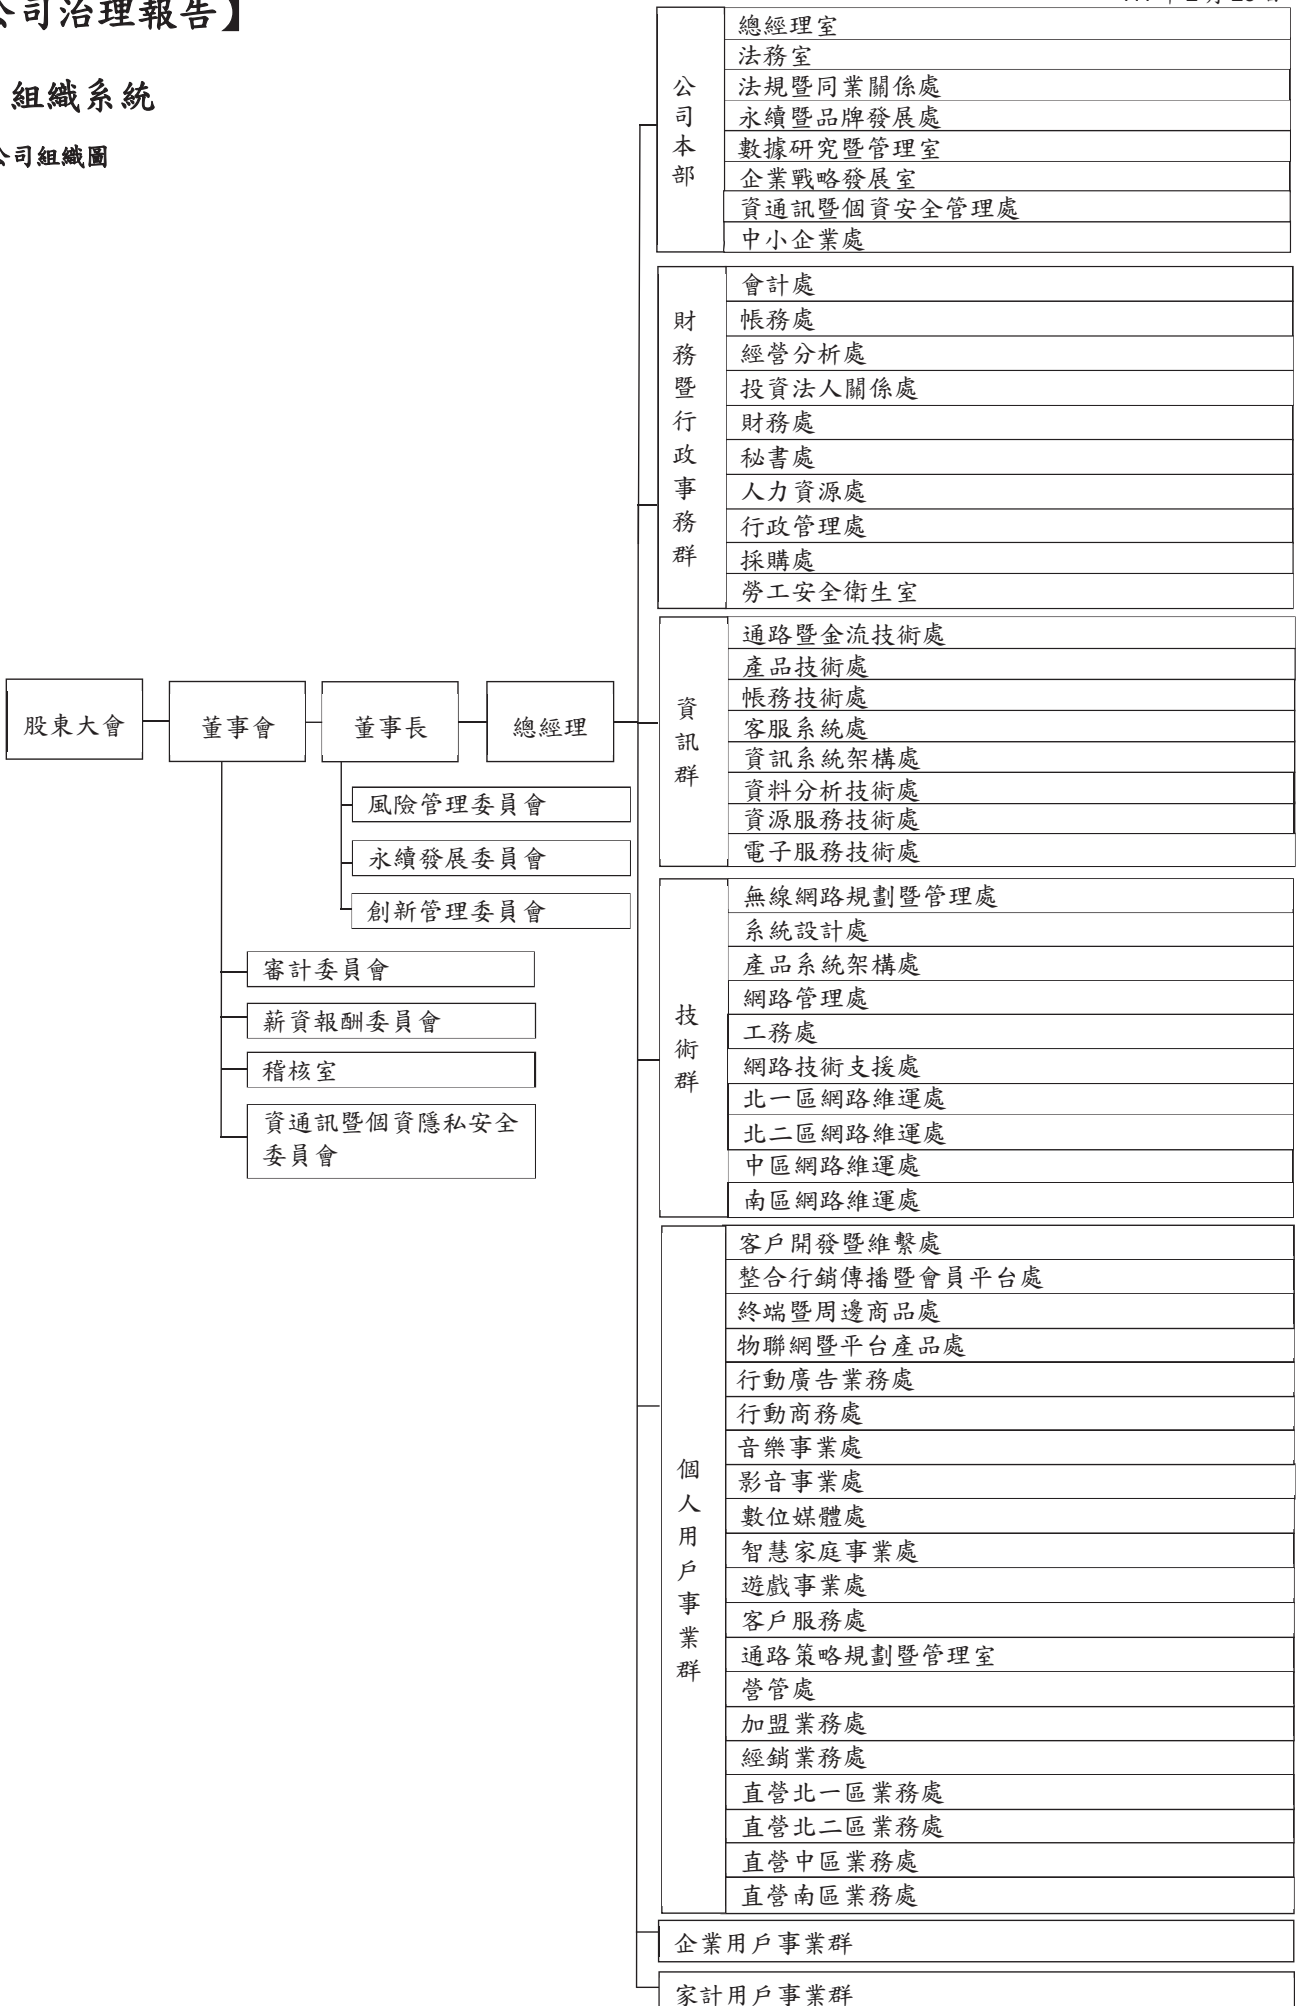 公司治理報告】
組織系統
公司組織圖
股東大會
董事會
董事長
總經理
風險管理委員會
永續發展委員會
創新管理委員會
審計委員會
薪資報酬委員會
稽核室
資通訊暨個資隱私安全
委員會
公司本部
總經理室
法務室
法規暨同業關係處
永續暨品牌發展處
數據研究暨管理室
企業戰略發展室
資通訊暨個資安全管理處
中小企業處
財務暨行政事務群
會計處
帳務處
經營分析處
投資法人關係處
財務處
秘書處
人力資源處
行政管理處
採購處
勞工安全衛生室
資訊群
通路暨金流技術處
產品技術處
帳務技術處
客服系統處
資訊系統架構處
資料分析技術處
資源服務技術處
電子服務技術處
技術群
無線網路規劃暨管理處
系統設計處
產品系統架構處
網路管理處
工務處
網路技術支援處
北一區網路維運處
北二區網路維運處
中區網路維運處
南區網路維運處
個人用戶事業群
客戶開發暨維繫處
整合行銷傳播暨會員平台處
終端暨周邊商品處
物聯網暨平台產品處
行動廣告業務處
行動商務處
音樂事業處
影音事業處
數位媒體處
智慧家庭事業處
遊戲事業處
客戶服務處
通路策略規劃暨管理室
營管處
加盟業務處
經銷業務處
直營北一區業務處
直營北二區業務處
直營中區業務處
直營南區業務處
企業用戶事業群
家計用戶事業群